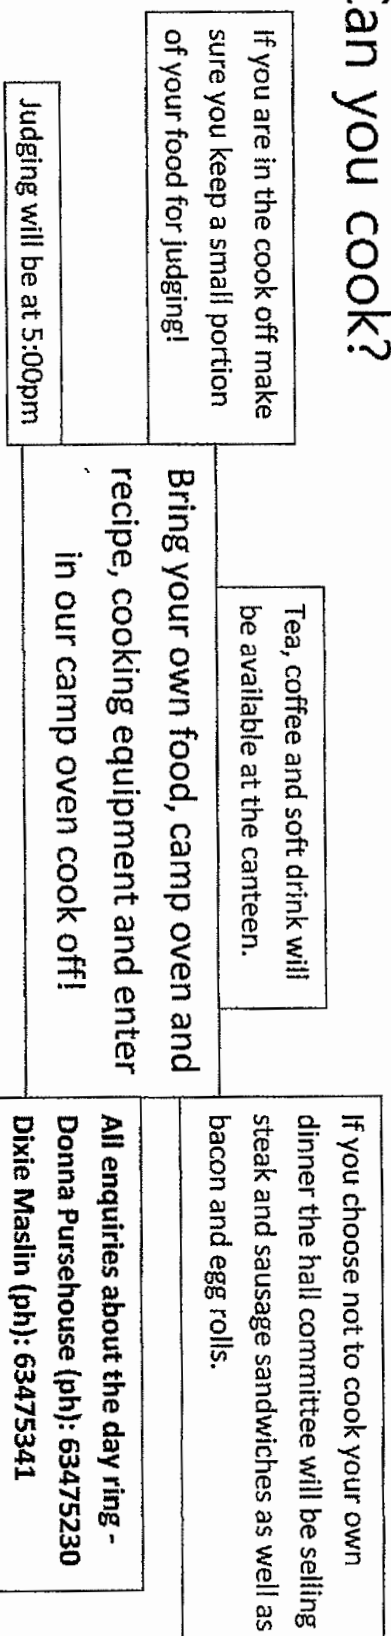 Can you cook?
If you are in the cook off make
sure you keep a small portion
of your food for judging!
Judging will be at 5:00pm
Tea, coffee and soft drink will
be available at the canteen.
Bring your own food, camp oven and
recipe, cooking equipment and enter
in our camp oven cook off!
If you choose not to cook your own
dinner the hall committee will be selling
steak and sausage sandwiches as well as
bacon and egg rolls.
All enquiries about the day ring -
Donna Pursehouse (ph): 63475230
Dixie Maslin (ph): 63475341